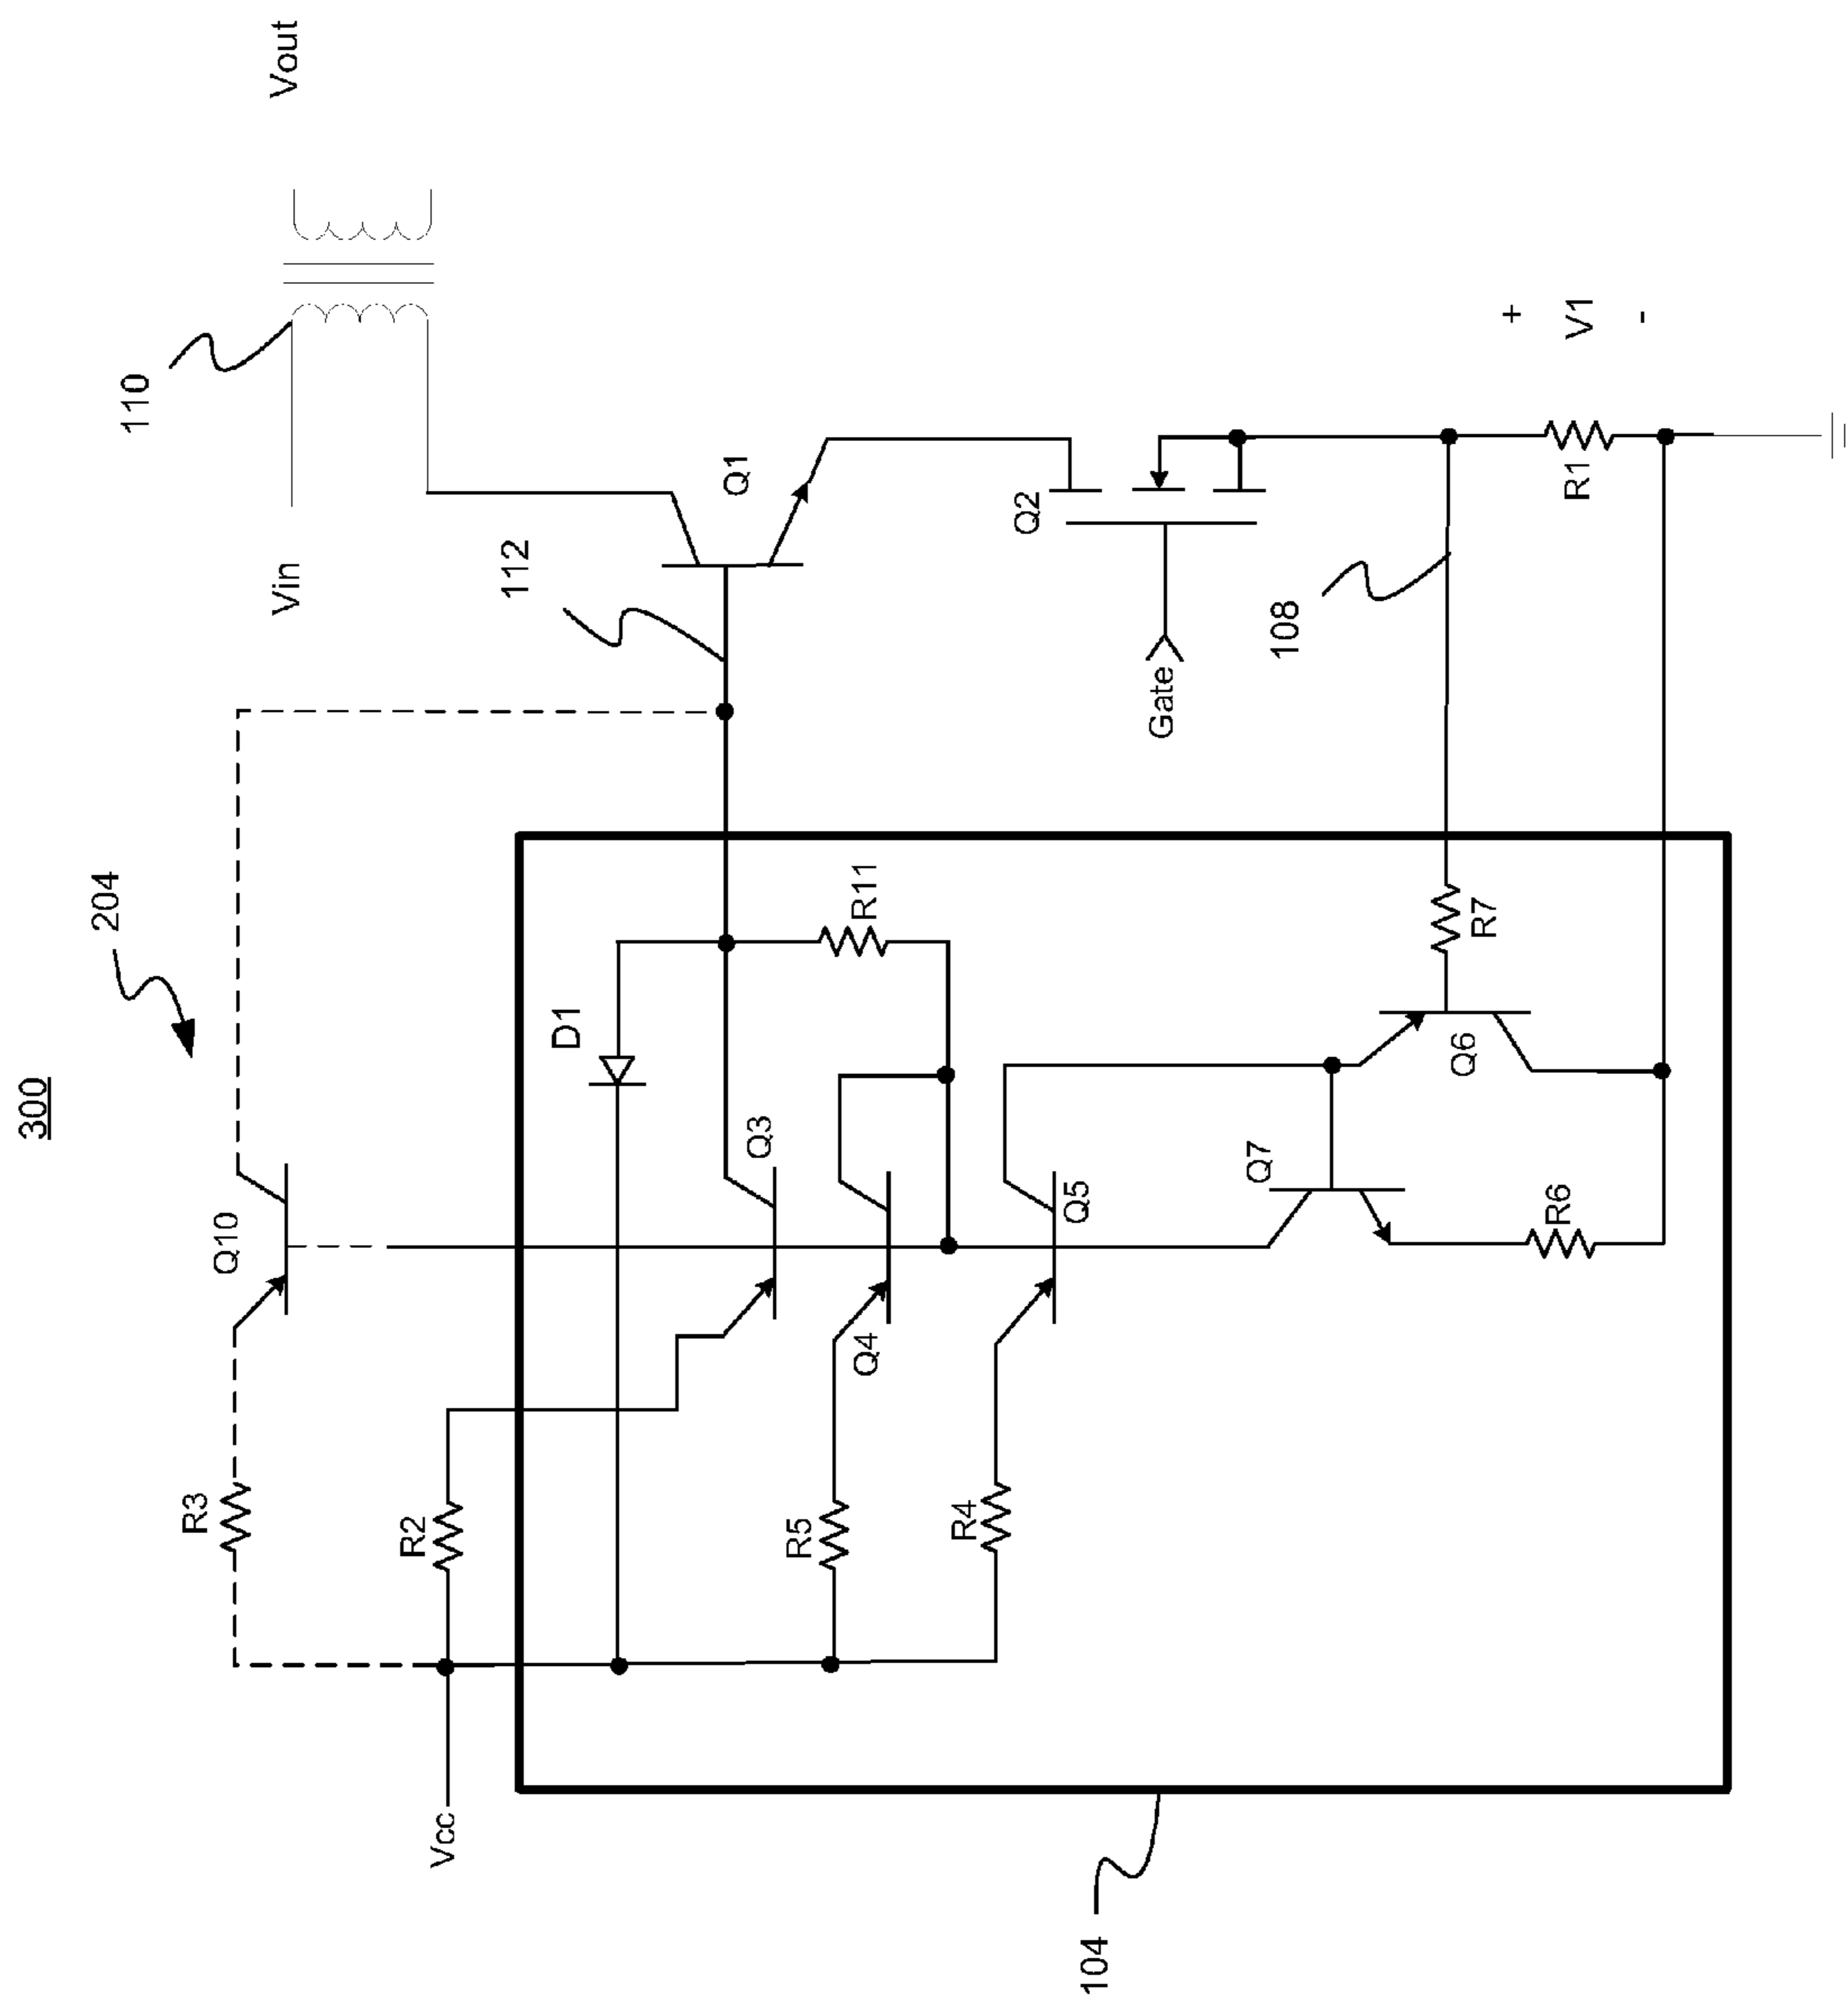 300
204
110
Vout
Vin
112
Q1
Q2
Gate
108
+
V1
-
R1
Q10
R3
R2
Vcc
D1
Q3
R11
R5
Q4
R4
Q5
Q7
R6
Q6
R7
104